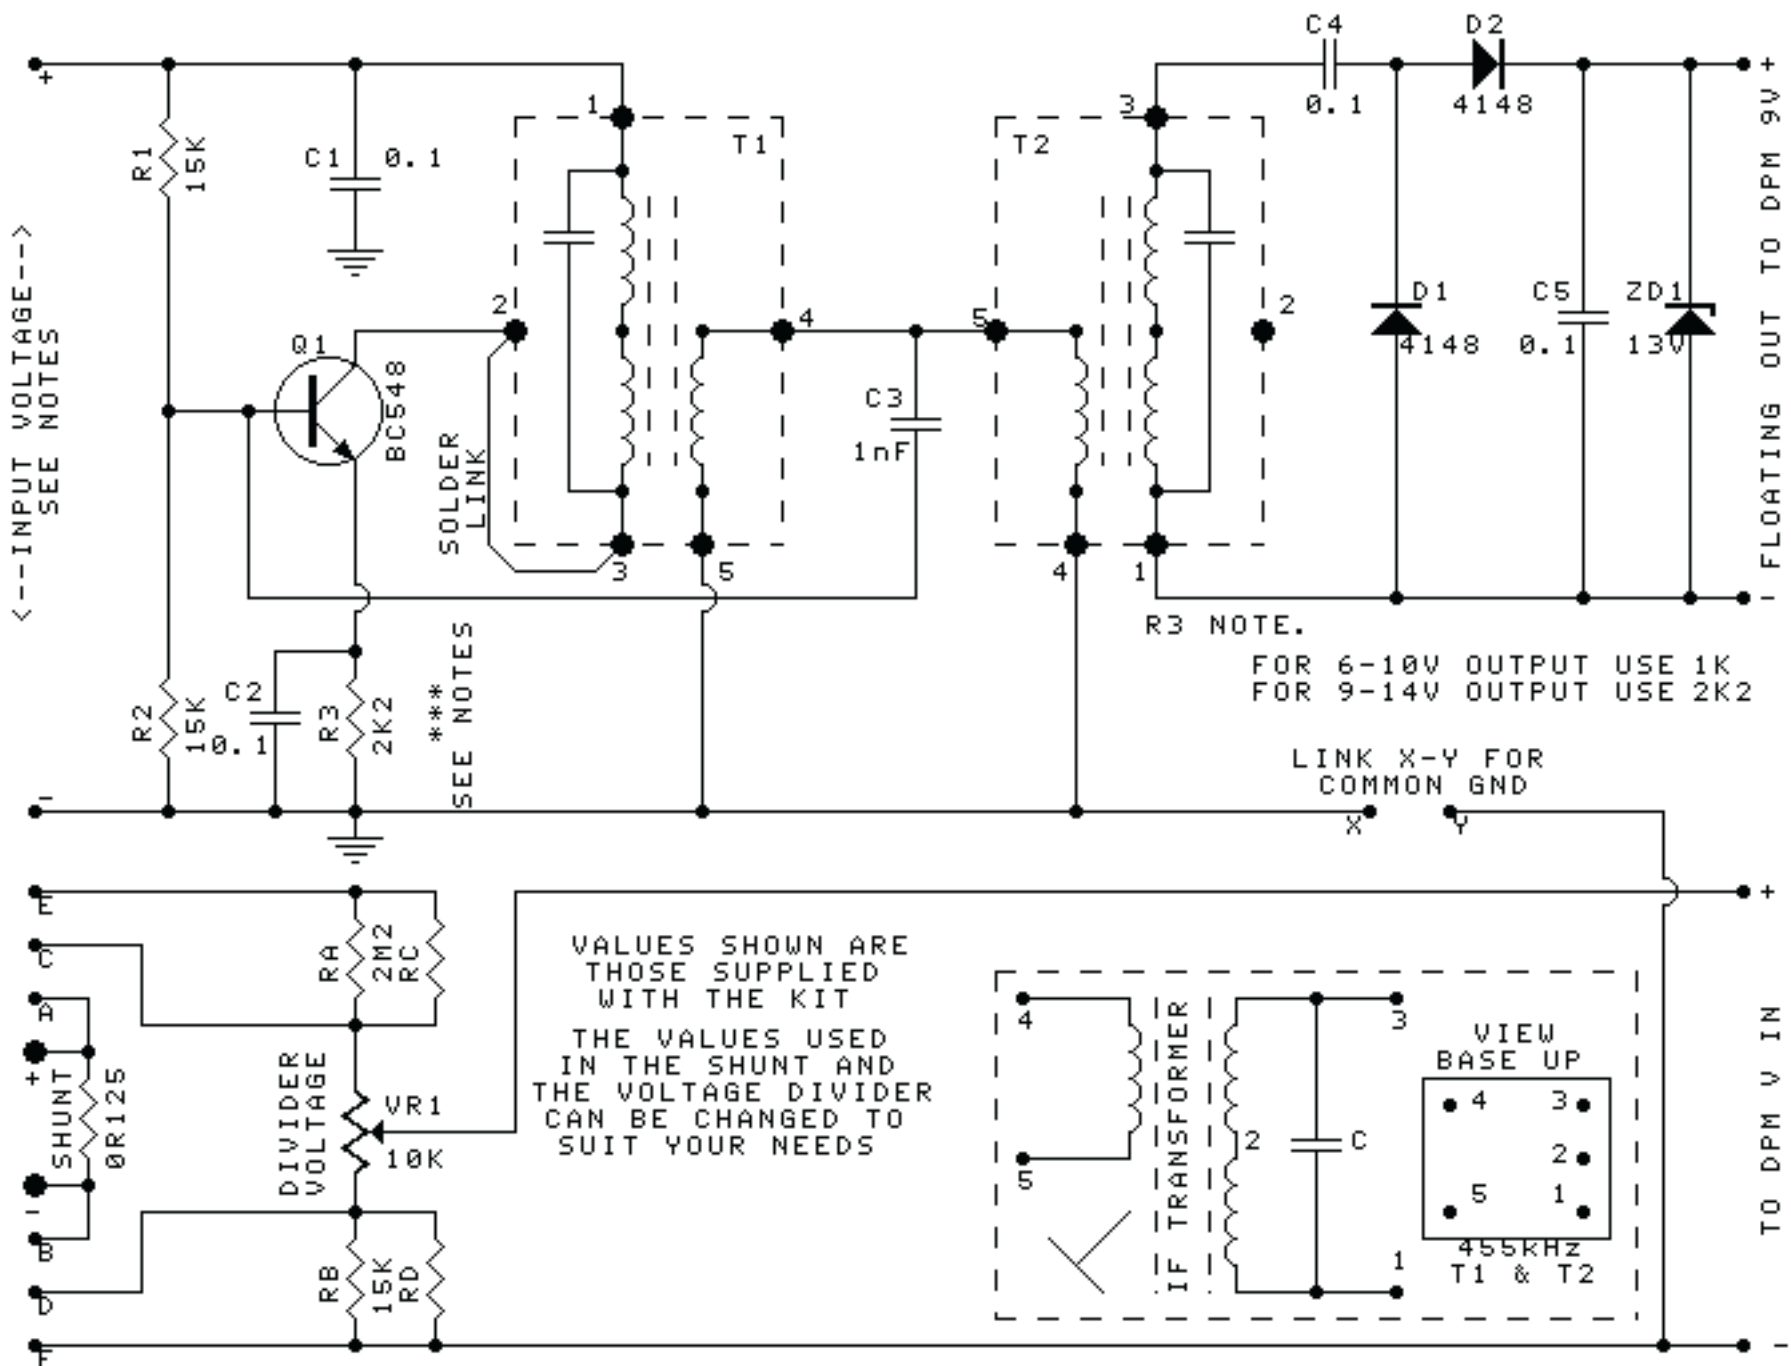 C4
D2
+
+
0.1
4148
1
3
T1
T2
R1
15K
C1
0.1
<--INPUT VOLTAGE-->
SEE NOTES
FLOATING OUT TO DPM 9V
2
4
5
2
D1
4148
C5
0.1
ZD1
13V
Q1
BC548
C3
1nF
SOLDER
LINK
3
5
4
1
-
R3 NOTE.
FOR 6-10V OUTPUT USE 1K
FOR 9-14V OUTPUT USE 2K2
R2
15K
C2
0.1
R3
2K2
****
SEE NOTES
LINK X-Y FOR
COMMON GND
-
X
Y
E
+
C
RA
2M2
RC
VALUES SHOWN ARE
THOSE SUPPLIED
WITH THE KIT
A
THE VALUES USED
IN THE SHUNT AND
THE VOLTAGE DIVIDER
CAN BE CHANGED TO
SUIT YOUR NEEDS
+
SHUNT
0R125
-
DIVIDER
VOLTAGE
VR1
10K
4
5
IF TRANSFORMER
2
C
3
1
VIEW
BASE UP
4
3
2
5
1
455kHz
T1 & T2
TO DPM V IN
B
D
RB
15K
RD
F
-